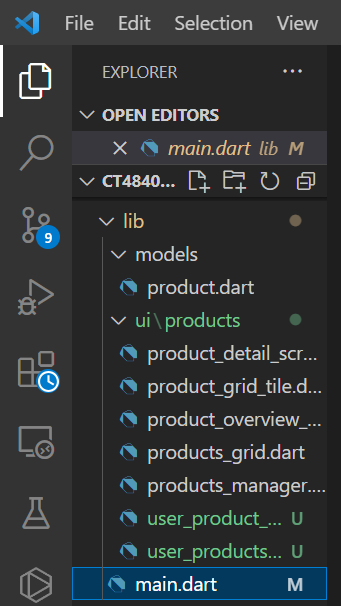 File Edit Selection View
EXPLORER ...
OPEN EDITORS
main.dart lib M
CT4840...
9
lib
models
product.dart
ui\products
product_detail_scr...
product_grid_tile.d...
product_overview_...
products_grid.dart
products_manager....
user_product_... U
user_products... U
main.dart M